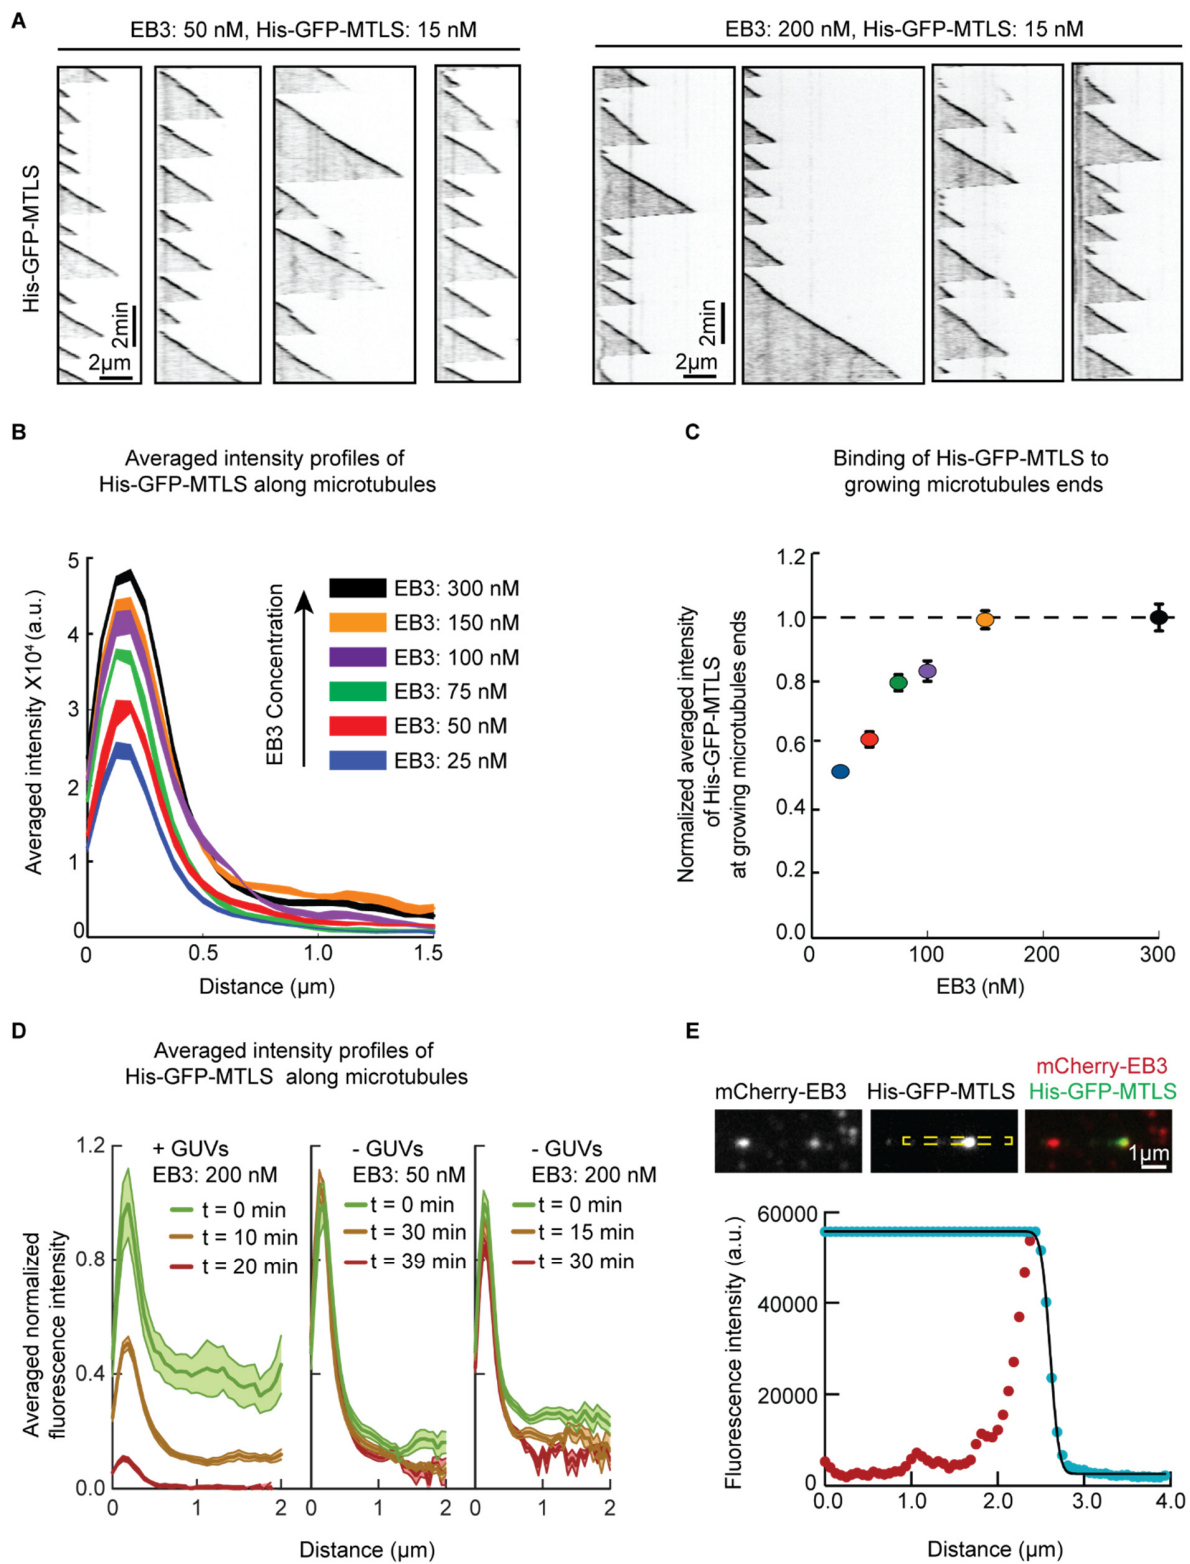 A
EB3: 50 nM, His-GFP-MTLS: 15 nM
EB3: 200 nM, His-GFP-MTLS: 15 nM
His-GFP-MTLS
2min
2µm
2min
2µm
B
Averaged intensity profiles of
His-GFP-MTLS along microtubules
Averaged intensity X10⁴ (a.u.)
5
4
3
2
1
0
0
0.5
1.0
1.5
Distance (µm)
EB3 Concentration
EB3: 300 nM
EB3: 150 nM
EB3: 100 nM
EB3: 75 nM
EB3: 50 nM
EB3: 25 nM
C
Binding of His-GFP-MTLS to
growing microtubules ends
Normalized averaged intensity
of His-GFP-MTLS
at growing microtubules ends
1.2
1.0
0.8
0.6
0.4
0.2
0.0
0
100
200
300
EB3 (nM)
D
Averaged intensity profiles of
His-GFP-MTLS along microtubules
Averaged normalized
fluorescence intensity
1.2
0.8
0.4
0.0
+ GUVs
EB3: 200 nM
t = 0 min
t = 10 min
t = 20 min
- GUVs
EB3: 50 nM
t = 0 min
t = 30 min
t = 39 min
- GUVs
EB3: 200 nM
t = 0 min
t = 15 min
t = 30 min
0 1 2
0 1 2
0 1 2
Distance (µm)
E
mCherry-EB3
His-GFP-MTLS
mCherry-EB3
His-GFP-MTLS
1µm
Fluorescence intensity (a.u.)
60000
40000
20000
0
0.0
1.0
2.0
3.0
4.0
Distance (µm)